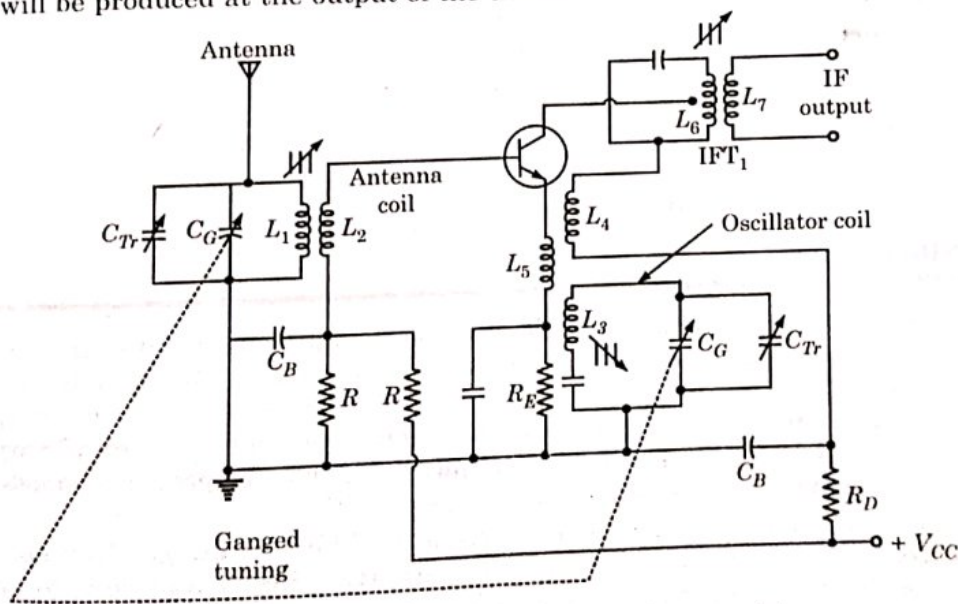 will be produced at the output of the
Antenna
IF
output
L7
L6
IFT1
Antenna
coil
CTr
CG
L1
L2
L4
Oscillator coil
L5
L3
CG
CTr
CB
R
R
RE
CB
RD
Ganged
tuning
+ VCC